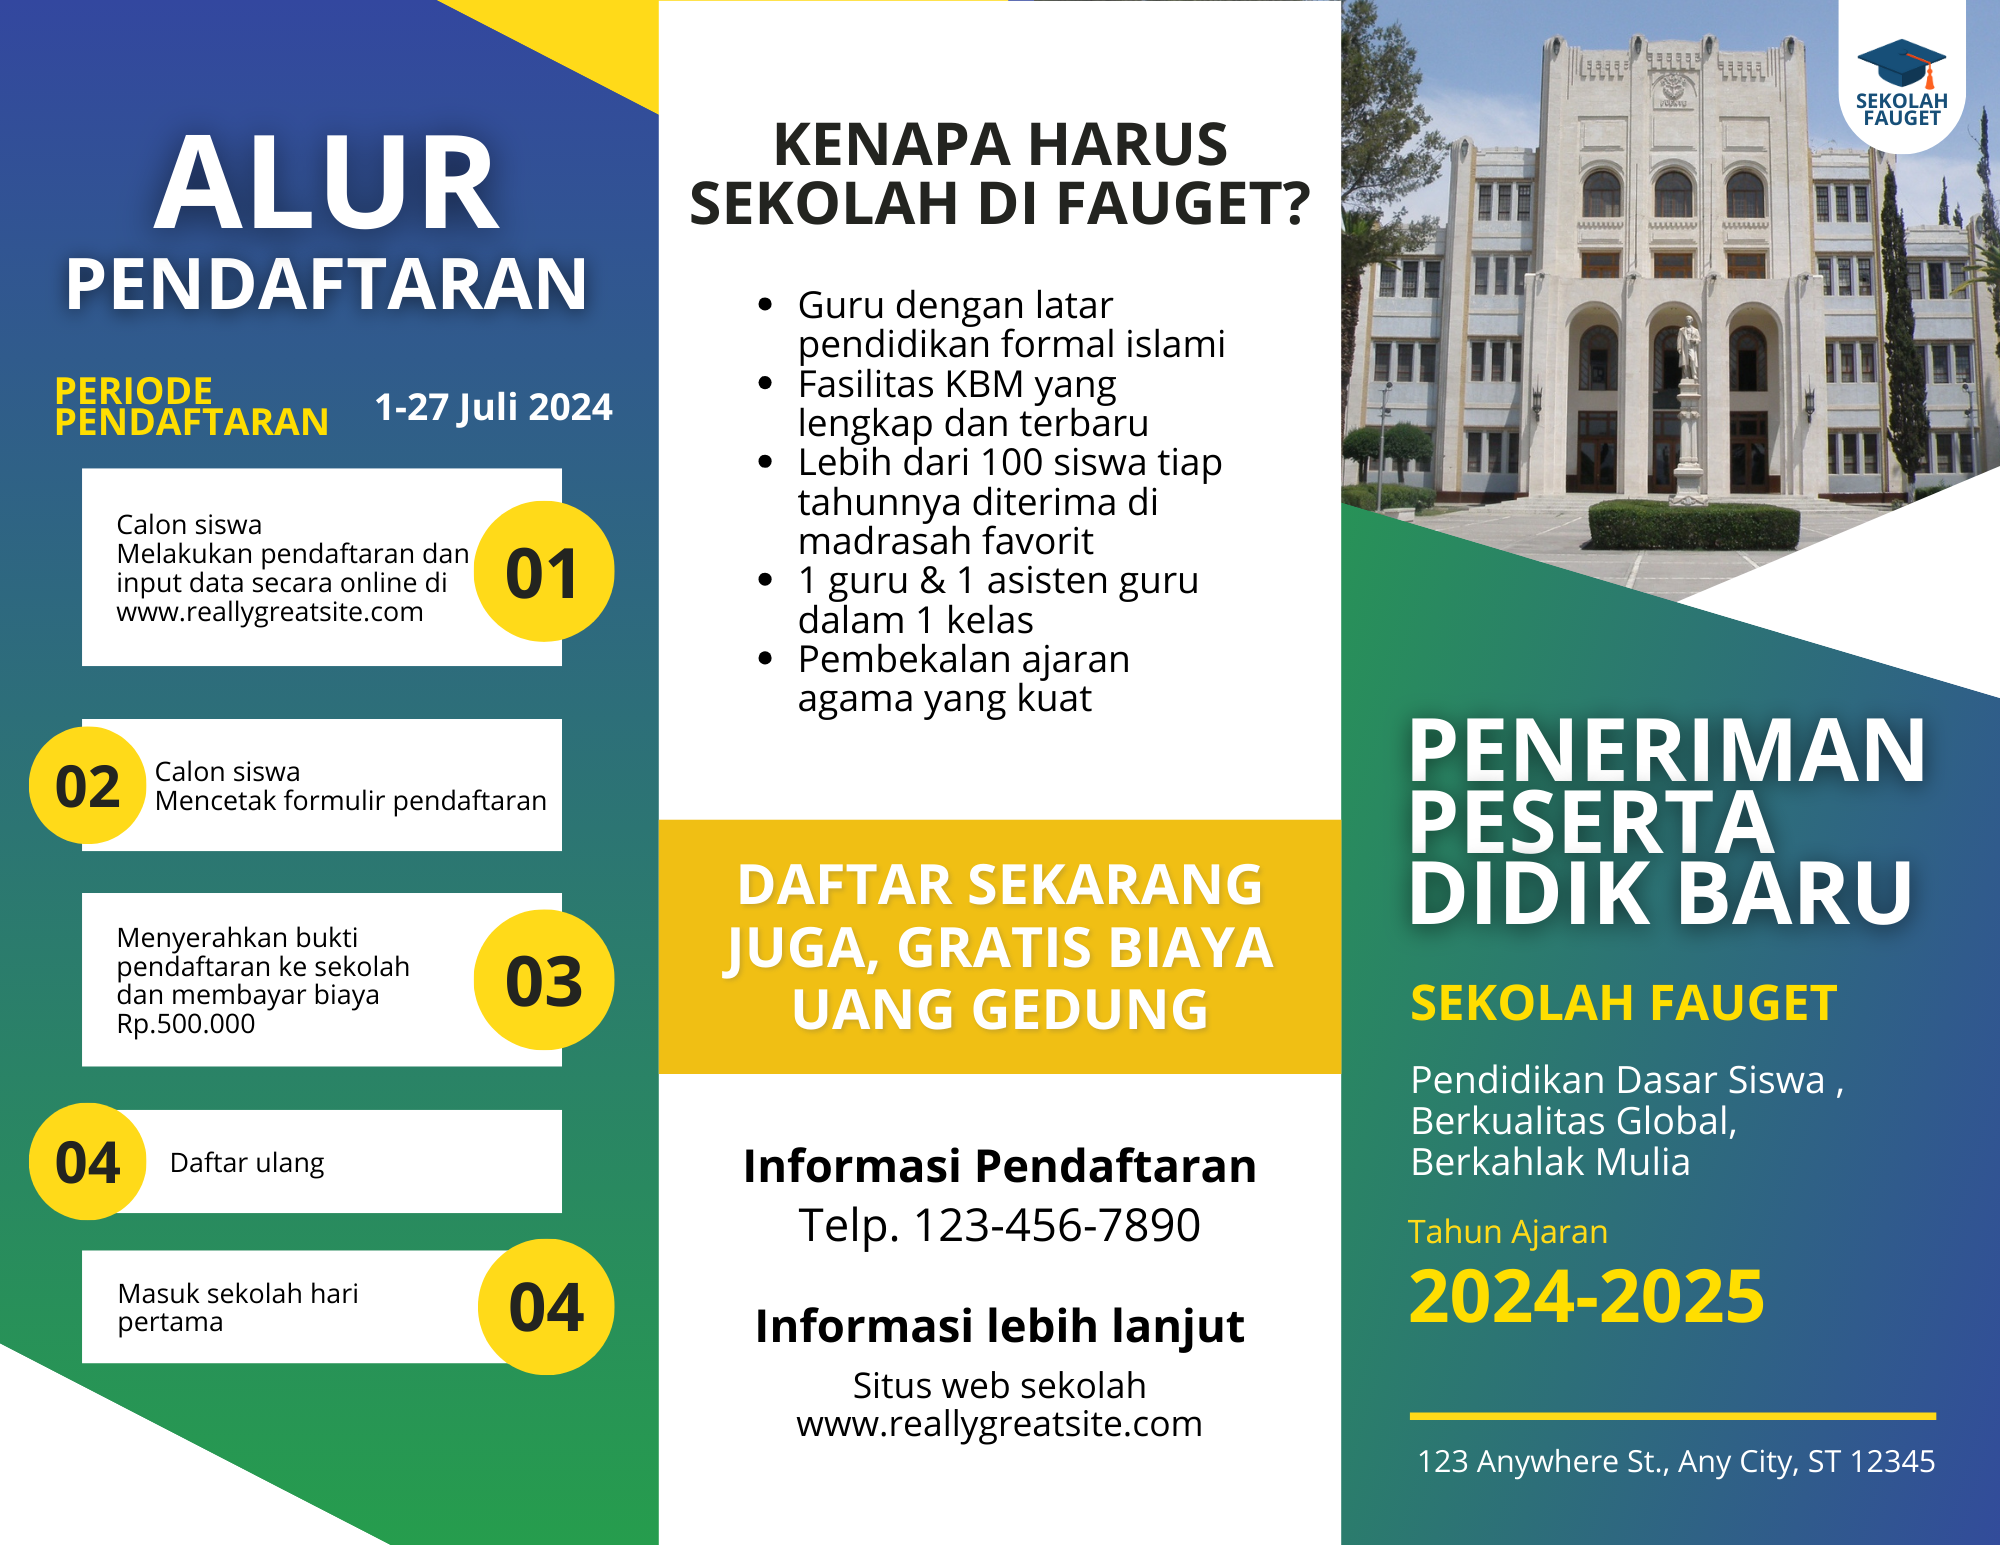 ALUR
PENDAFTARAN
PERIODE
PENDAFTARAN
1-27 Juli 2024
Calon siswa
Melakukan pendaftaran dan
input data secara online di
www.reallygreatsite.com
01
02
Calon siswa
Mencetak formulir pendaftaran
Menyerahkan bukti
pendaftaran ke sekolah
dan membayar biaya
Rp.500.000
03
04
Daftar ulang
Masuk sekolah hari
pertama
04
KENAPA HARUS
SEKOLAH DI FAUGET?
• Guru dengan latar
pendidikan formal islami
• Fasilitas KBM yang
lengkap dan terbaru
• Lebih dari 100 siswa tiap
tahunnya diterima di
madrasah favorit
• 1 guru & 1 asisten guru
dalam 1 kelas
• Pembekalan ajaran
agama yang kuat
DAFTAR SEKARANG
JUGA, GRATIS BIAYA
UANG GEDUNG
Informasi Pendaftaran
Telp. 123-456-7890
Informasi lebih lanjut
Situs web sekolah
www.reallygreatsite.com
SEKOLAH
FAUGET
PENERIMAN
PESERTA
DIDIK BARU
SEKOLAH FAUGET
Pendidikan Dasar Siswa ,
Berkualitas Global,
Berkahlak Mulia
Tahun Ajaran
2024-2025
123 Anywhere St., Any City, ST 12345